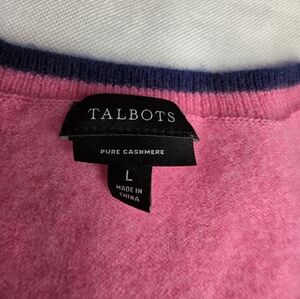 TALBOTS
PURE CASHMERE
L
MADE IN
CHINA